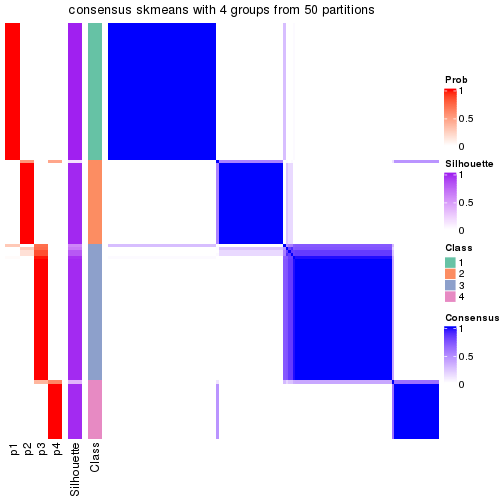 consensus skmeans with 4 groups from 50 partitions
Prob
1
0.5
0
Silhouette
1
0.5
0
Class
1
2
3
4
Consensus
1
0.5
0
p1
p2
p3
p4
Silhouette
Class